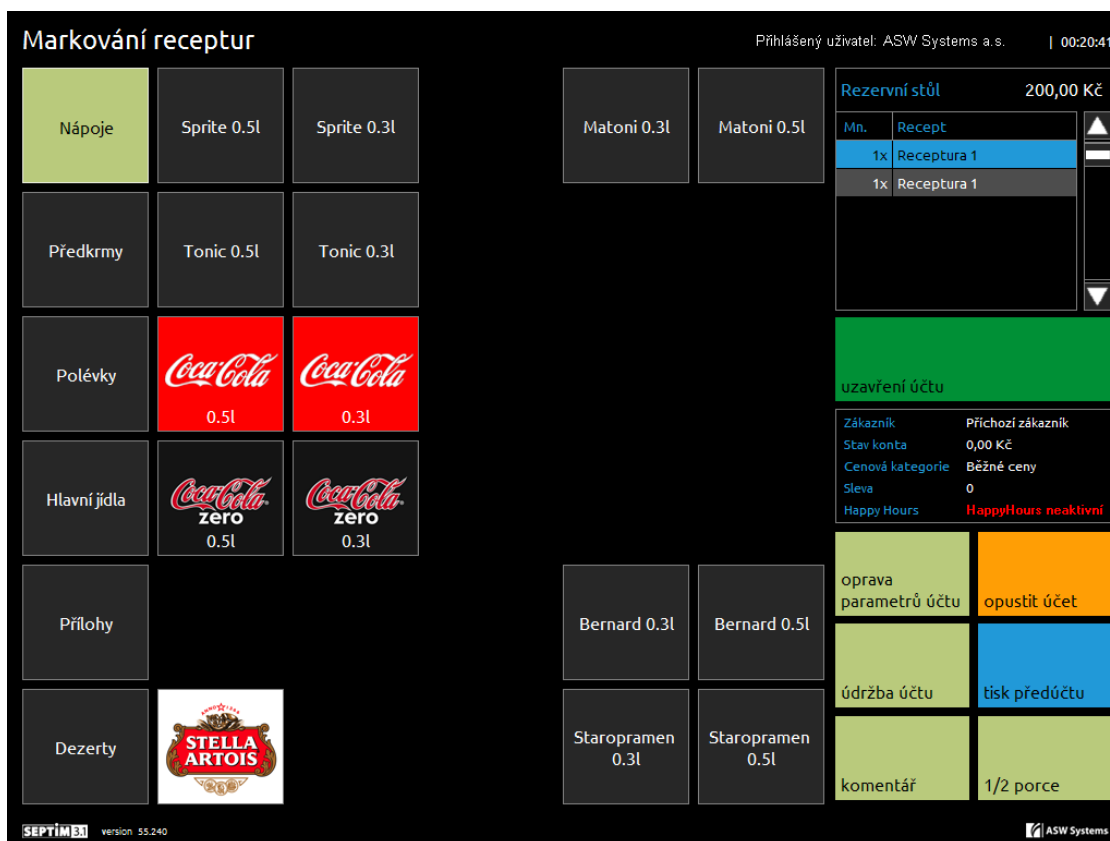 Markování receptur
Přihlášený uživatel: ASW Systems a.s. | 00:20:41
Nápoje
Sprite 0.5l
Sprite 0.3l
Matoni 0.3l
Matoni 0.5l
Předkrmy
Tonic 0.5l
Tonic 0.3l
Polévky
Coca-Cola
0.5l
Coca-Cola
0.3l
Hlavní jídla
Coca-Cola
zero
0.5l
Coca-Cola
zero
0.3l
Přílohy
Bernard 0.3l
Bernard 0.5l
Dezerty
ANNO 1366
STELLA
ARTOIS
Staropramen
0.3l
Staropramen
0.5l
Rezervní stůl 200,00 Kč
Mn. Recept
1x Receptura 1
1x Receptura 1
uzavření účtu
Zákazník Příchozí zákazník
Stav konta 0,00 Kč
Cenová kategorie Běžné ceny
Sleva 0
Happy Hours HappyHours neaktivní
oprava
parametrů účtu
opustit účet
údržba účtu
tisk předúčtu
komentář
1/2 porce
SEPTIM 3.1 version 55.240
ASW Systems